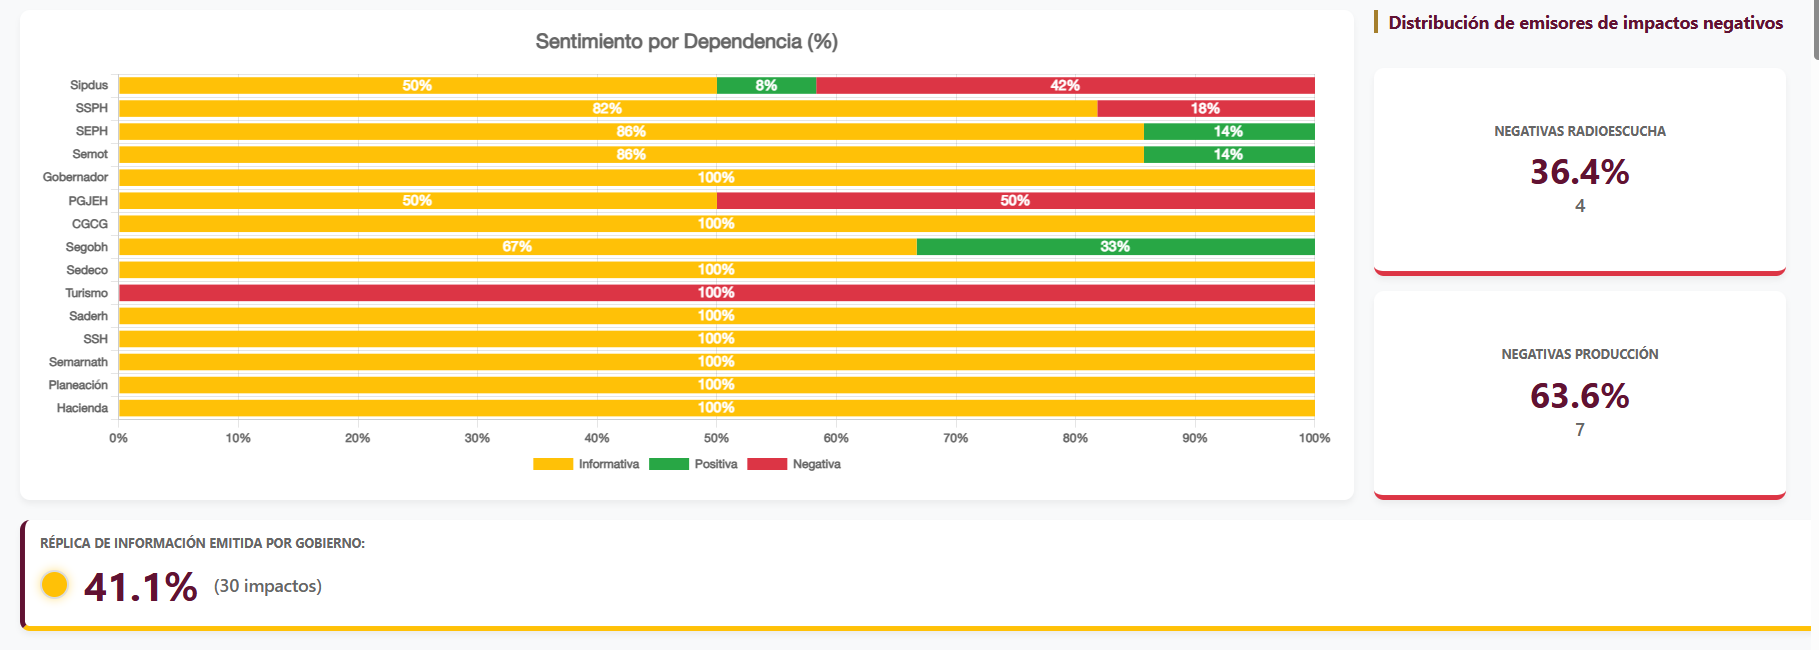 Sentimiento por Dependencia (%)
Sipdus 50% 8% 42%
SSPH 82% 18%
SEPH 86% 14%
Semot 86% 14%
Gobernador 100%
PGJEH 50% 50%
CGCG 100%
Segobh 67% 33%
Sedeco 100%
Turismo 100%
Saderh 100%
SSH 100%
Semarnath 100%
Planeación 100%
Hacienda 100%
0% 10% 20% 30% 40% 50% 60% 70% 80% 90% 100%
Informativa Positiva Negativa
Distribución de emisores de impactos negativos
NEGATIVAS RADIOESCUCHA
36.4%
4
NEGATIVAS PRODUCCIÓN
63.6%
7
RÉPLICA DE INFORMACIÓN EMITIDA POR GOBIERNO:
41.1% (30 impactos)